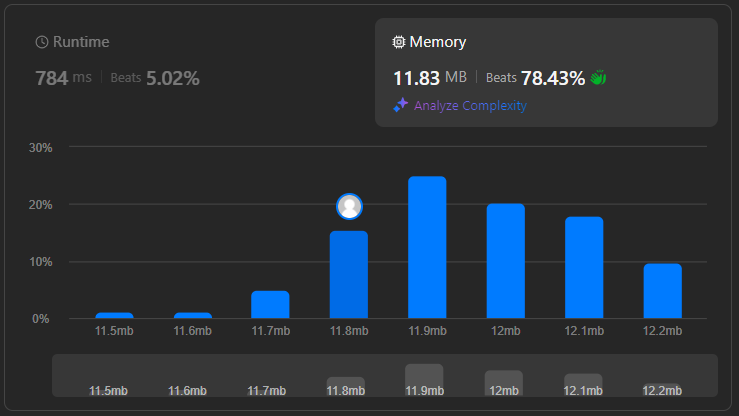 Runtime
784 ms Beats 5.02%
Memory
11.83 MB Beats 78.43%
Analyze Complexity
30%
20%
10%
0%
11.5mb 11.6mb 11.7mb 11.8mb 11.9mb 12mb 12.1mb 12.2mb
11.5mb 11.6mb 11.7mb 11.8mb 11.9mb 12mb 12.1mb 12.2mb